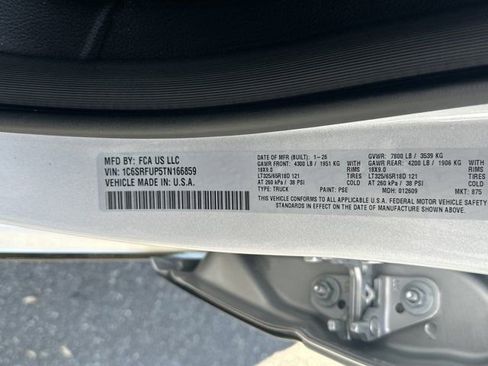 MFD BY: FCA US LLC
VIN: 1C6SRFUP5TN166859
VEHICLE MADE IN U.S.A.
DATE OF MFR (BUILT): 1-26 GVWR: 7800 LB / 3539 KG
GAWR FRONT: 4300 LB / 1951 KG WITH GAWR REAR: 4200 LB / 1906 KG WITH
18X9.0 RIMS 18X9.0 RIMS
LT325/65R18D 121 TIRES LT325/65R18D 121 TIRES
AT 260 kPa / 38 PSI AT 260 kPa / 38 PSI
TYPE: TRUCK PAINT: PSE MDH: 012609 MKT: 875
THIS VEHICLE CONFORMS TO ALL APPLICABLE U.S.A. FEDERAL MOTOR VEHICLE SAFETY
STANDARDS IN EFFECT ON THE DATE OF MANUFACTURE SHOWN ABOVE